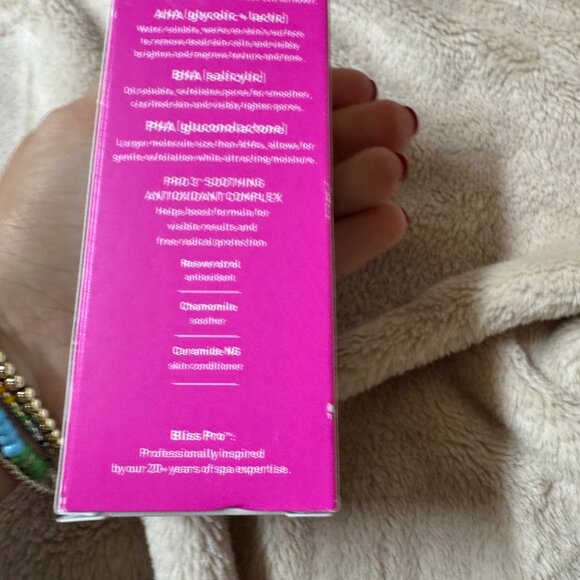 AHA [glycolic + lactic]
Water-soluble, works on skin's surface
to remove dead skin cells and visibly
brighten and improve texture and tone.
BHA [salicylic]
Oil soluble, exfoliates pores for smoother,
clarified skin and visibly tighter pores.
PHA [gluconolactone]
Larger molecule size than AHAs, allows for
gentle exfoliation while attracting moisture.
PRO 3™ SOOTHING
ANTIOXIDANT COMPLEX
Helps boost formula for
visible results and
free radical protection.
Resveratrol
antioxidant
Chamomile
soother
Ceramide NG
skin conditioner
Bliss Pro™:
Professionally inspired
by our 20+ years of spa expertise.